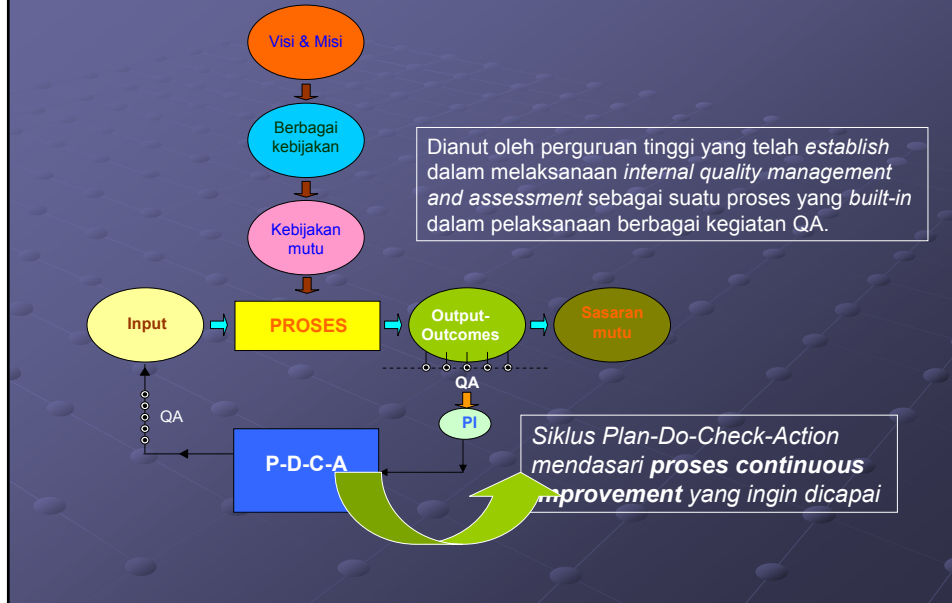 Visi & Misi
Berbagai
kebijakan
Dianut oleh perguruan tinggi yang telah establish
dalam melaksanaan internal quality management
and assessment sebagai suatu proses yang built-in
dalam pelaksanaan berbagai kegiatan QA.
Kebijakan
mutu
Input
PROSES
Output-
Outcomes
Sasaran
mutu
QA
PI
QA
P-D-C-A
Siklus Plan-Do-Check-Action
mendasari proses continuous
improvement yang ingin dicapai